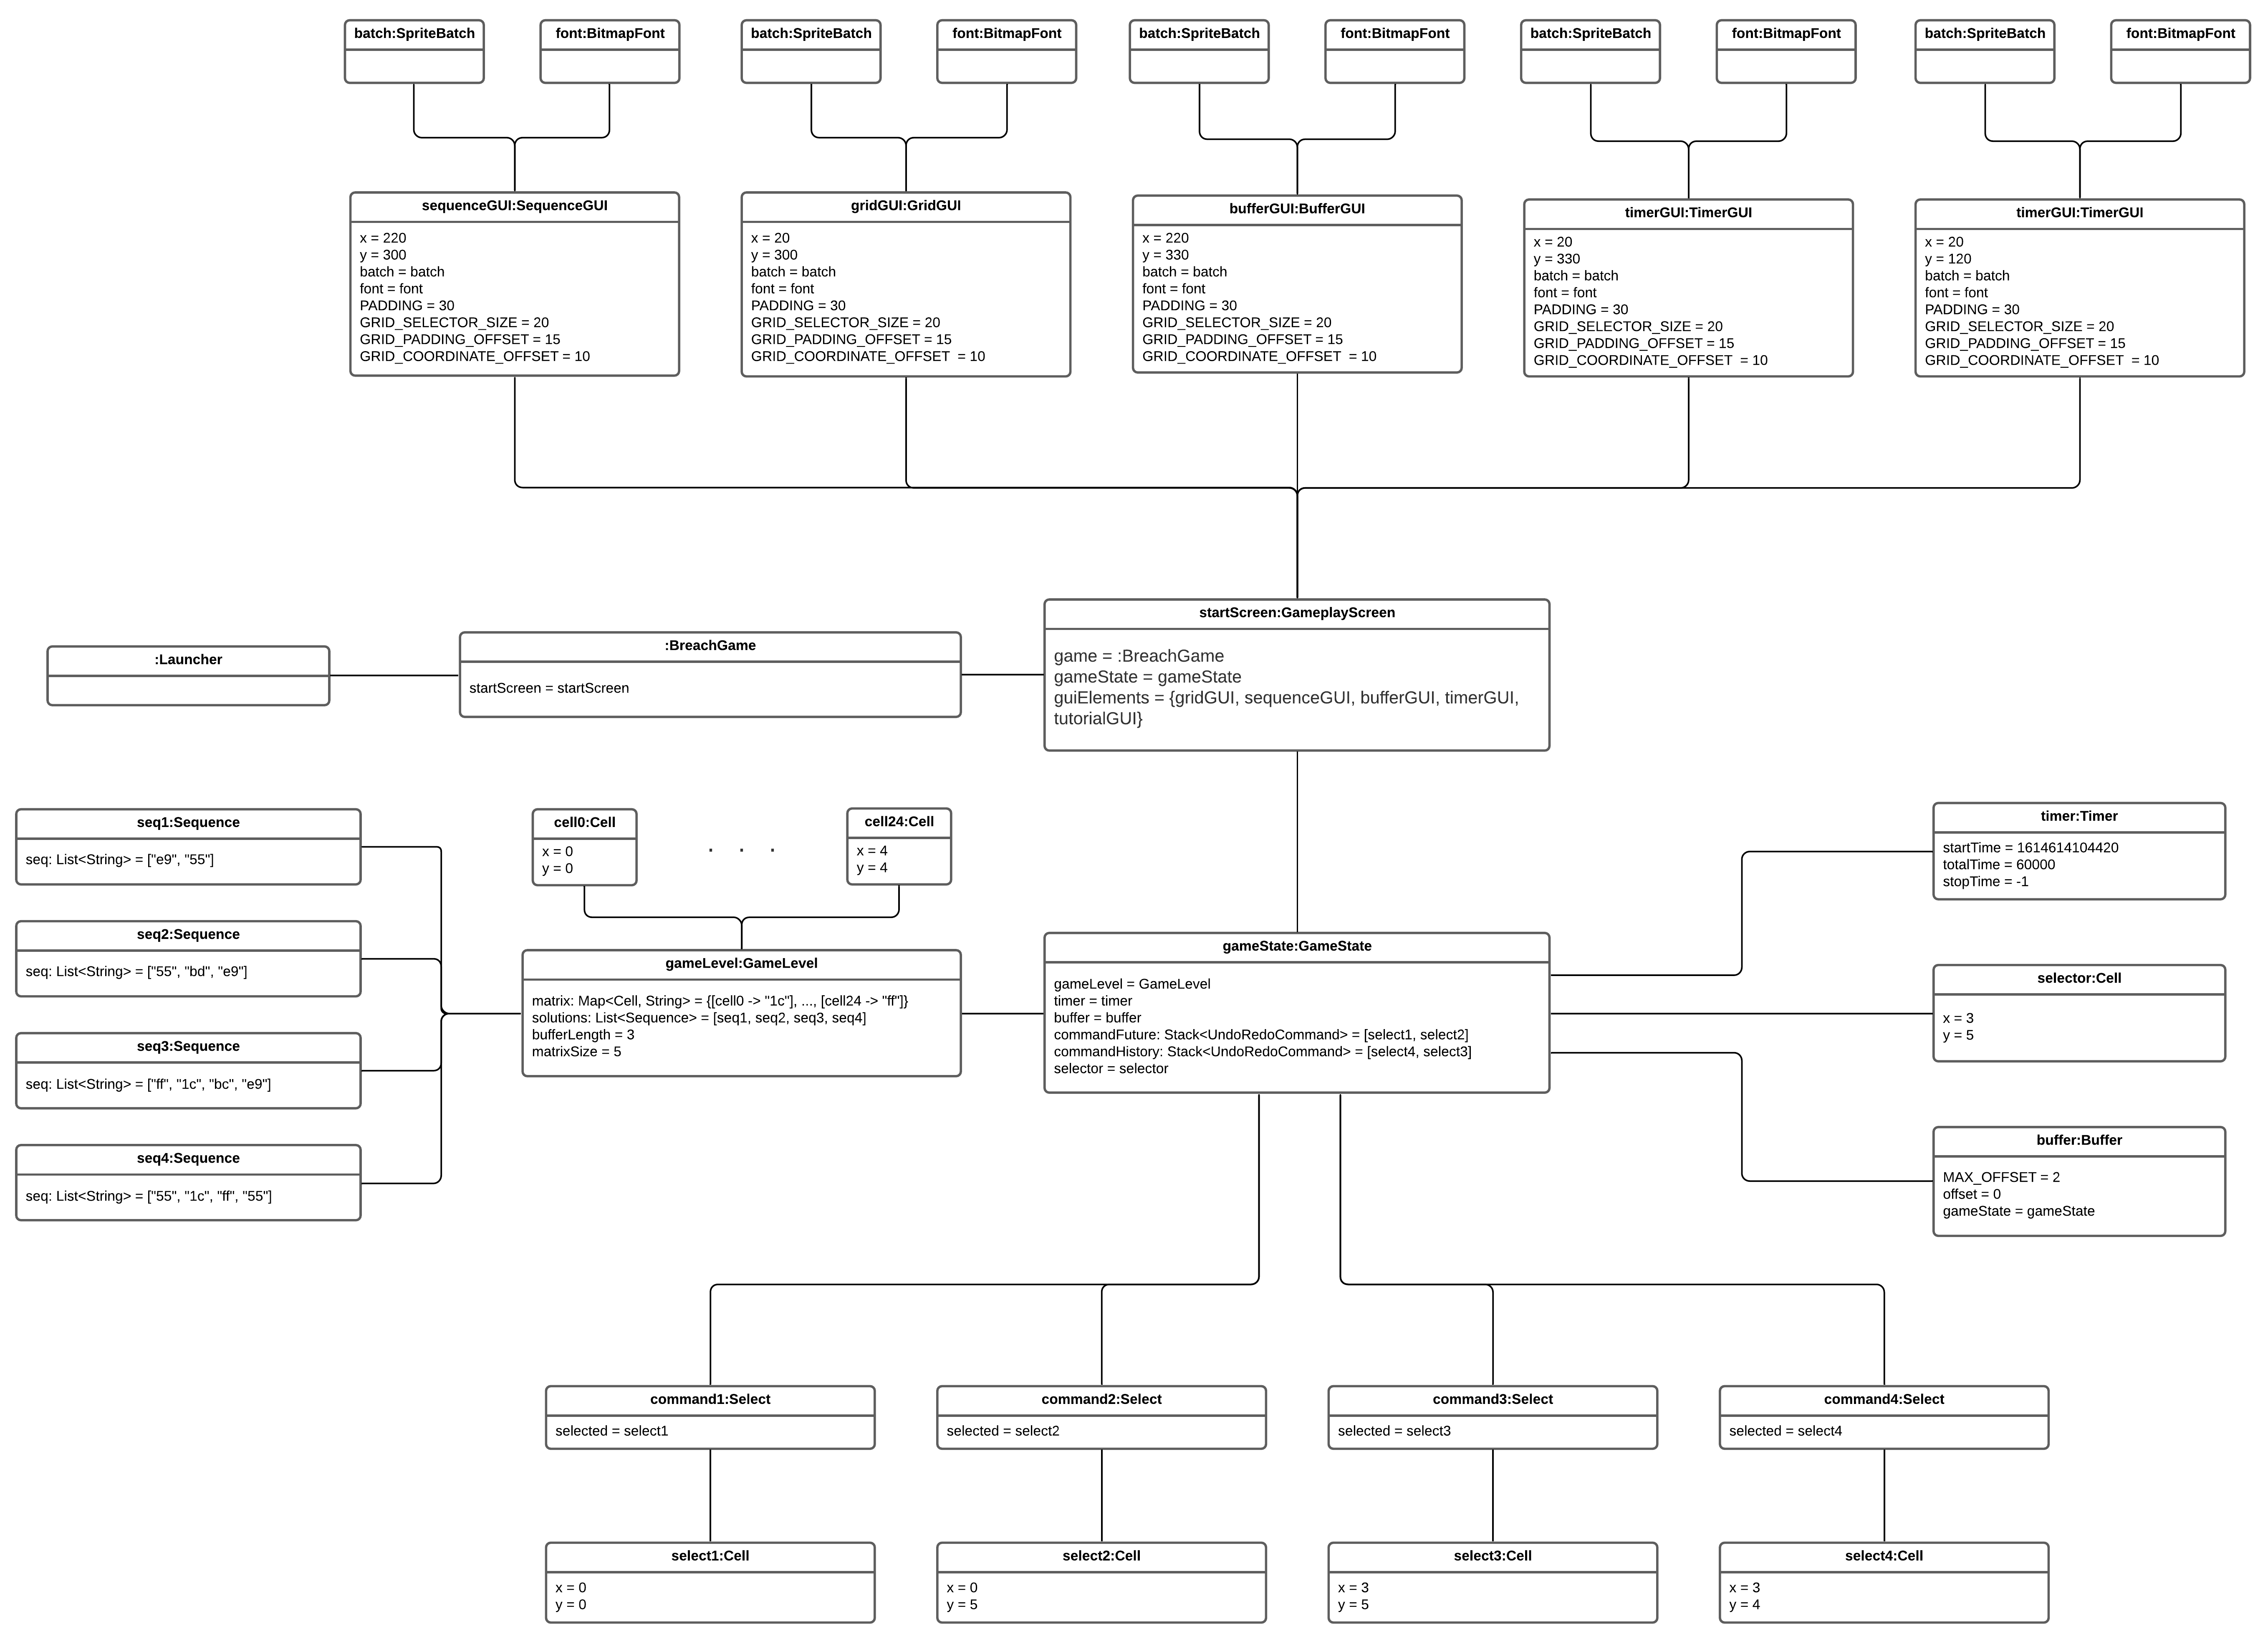 batch:SpriteBatch
font:BitmapFont
batch:SpriteBatch
font:BitmapFont
batch:SpriteBatch
font:BitmapFont
batch:SpriteBatch
font:BitmapFont
batch:SpriteBatch
font:BitmapFont
sequenceGUI:SequenceGUI
x = 220
y = 300
batch = batch
font = font
PADDING = 30
GRID_SELECTOR_SIZE = 20
GRID_PADDING_OFFSET = 15
GRID_COORDINATE_OFFSET = 10
gridGUI:GridGUI
x = 20
y = 300
batch = batch
font = font
PADDING = 30
GRID_SELECTOR_SIZE = 20
GRID_PADDING_OFFSET = 15
GRID_COORDINATE_OFFSET = 10
bufferGUI:BufferGUI
x = 220
y = 330
batch = batch
font = font
PADDING = 30
GRID_SELECTOR_SIZE = 20
GRID_PADDING_OFFSET = 15
GRID_COORDINATE_OFFSET = 10
timerGUI:TimerGUI
x = 20
y = 330
batch = batch
font = font
PADDING = 30
GRID_SELECTOR_SIZE = 20
GRID_PADDING_OFFSET = 15
GRID_COORDINATE_OFFSET = 10
timerGUI:TimerGUI
x = 20
y = 120
batch = batch
font = font
PADDING = 30
GRID_SELECTOR_SIZE = 20
GRID_PADDING_OFFSET = 15
GRID_COORDINATE_OFFSET = 10
:Launcher
:BreachGame
startScreen = startScreen
startScreen:GameplayScreen
game = :BreachGame
gameState = gameState
guiElements = {gridGUI, sequenceGUI, bufferGUI, timerGUI,
tutorialGUI}
seq1:Sequence
seq: List<String> = ["e9", "55"]
seq2:Sequence
seq: List<String> = ["55", "bd", "e9"]
seq3:Sequence
seq: List<String> = ["ff", "1c", "bc", "e9"]
seq4:Sequence
seq: List<String> = ["55", "1c", "ff", "55"]
cell0:Cell
x = 0
y = 0
. . .
cell24:Cell
x = 4
y = 4
gameLevel:GameLevel
matrix: Map<Cell, String> = {[cell0 -> "1c"], ..., [cell24 -> "ff"]}
solutions: List<Sequence> = [seq1, seq2, seq3, seq4]
bufferLength = 3
matrixSize = 5
gameState:GameState
gameLevel = GameLevel
timer = timer
buffer = buffer
commandFuture: Stack<UndoRedoCommand> = [select1, select2]
commandHistory: Stack<UndoRedoCommand> = [select4, select3]
selector = selector
timer:Timer
startTime = 1614614104420
totalTime = 60000
stopTime = -1
selector:Cell
x = 3
y = 5
buffer:Buffer
MAX_OFFSET = 2
offset = 0
gameState = gameState
command1:Select
selected = select1
command2:Select
selected = select2
command3:Select
selected = select3
command4:Select
selected = select4
select1:Cell
x = 0
y = 0
select2:Cell
x = 0
y = 5
select3:Cell
x = 3
y = 5
select4:Cell
x = 3
y = 4